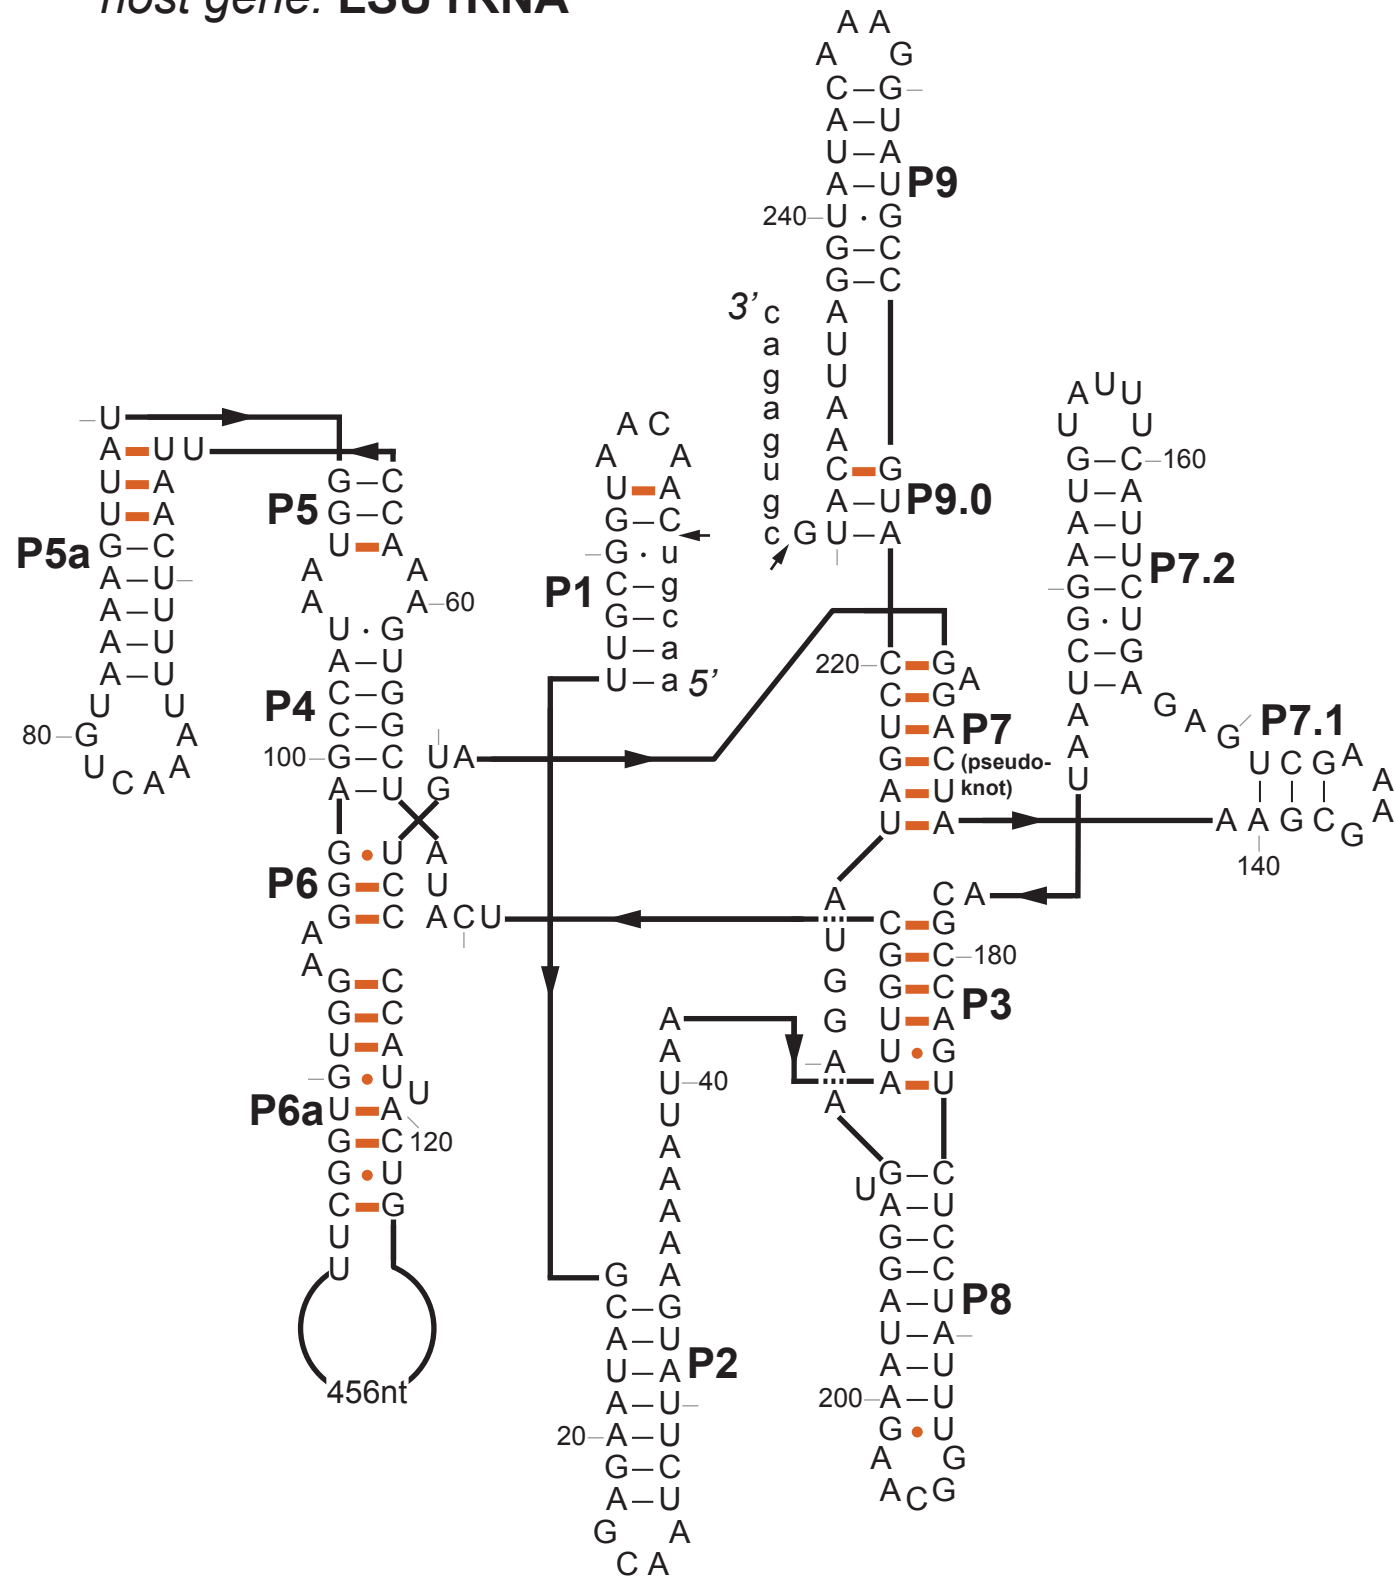 host gene: LSU rRNA
A A
A G
C G
A U
U A
A U P9
240 U G
G C
G C
3’ c A
a U
g U
a A
g A
u C G
g A U P9.0
c G U A
A U U
U U
G C 160
U A
A U
A U P7.2
G C
G U
C G
U A
A G A G P7.1
A U C G A A
U A A G C G A
140
U
A U U
U A
U A
P5a G C
A U
A U
A U
A U
U U
80 G A
U C A A
G C
P5 G C
U A
A A
A A 60
U G
A U
P4 C G
C G
100 G C U A
A U G
G U A
P6 G C U
G C A C U
A
A
G C
G C
U A
G U U
P6a U A
G C 120
G U
C G
U
U
456nt
A C
A A
U A
G C
G u
P1 C g
G c
U a
U a 5’
220 C G A
C G
U A P7
G C (pseudo-
A U knot)
U A
A C A
U C G
G G C 180
G G C P3
A U A
A U G
A U
A
A
U 40
U
A
A
A
A
G A
C G
A U
U A P2
A U
20 A U
G C
A U
G A
C A
U G C
A U
G C
G C
A U P8
U A
A U
200 A U
G U
A G
A C G